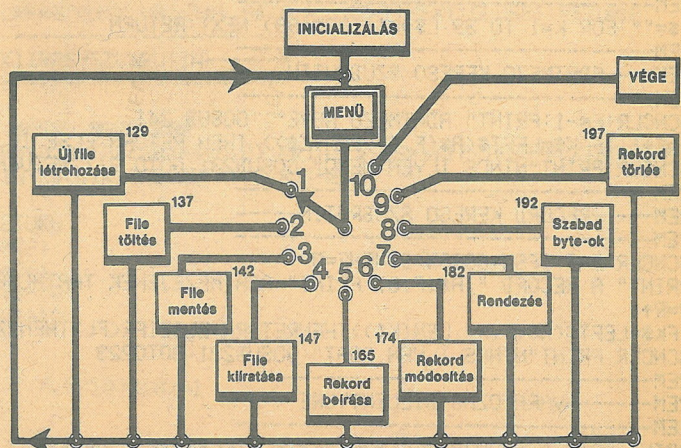 INICIALIZÁLÁS
MENÜ
VÉGE
129
Új file
létrehozása
197
Rekord
törlés
1
10
9
137
File
töltés
2
8
192
Szabad
byte-ok
142
File
mentés
3
7
182
Rendezés
4
5
6
147
File
kiíratása
165
Rekord
beírása
174
Rekord
módosítás